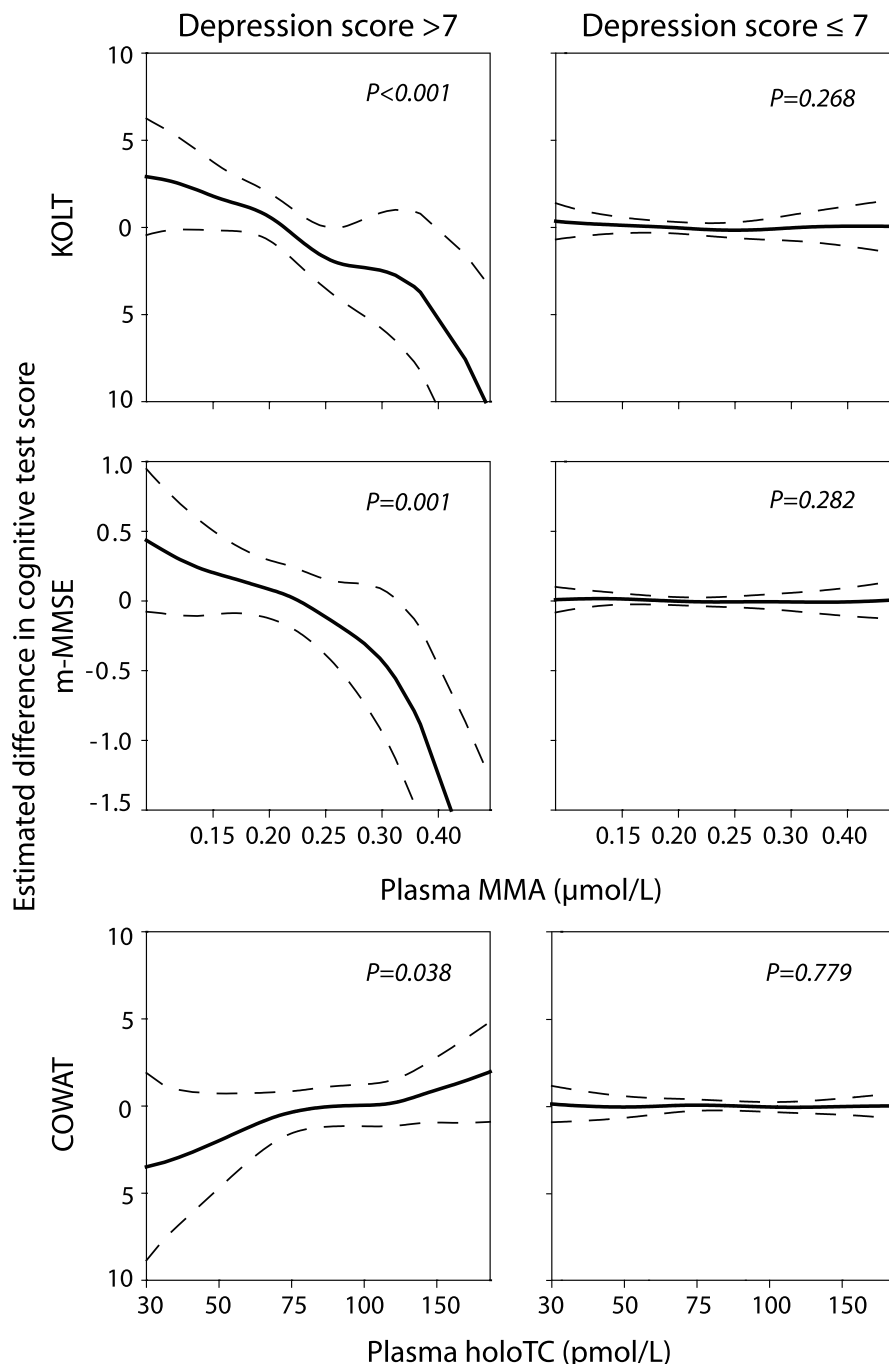 Depression score >7
Depression score ≤ 7
Estimated difference in cognitive test score
KOLT
10
5
0
5
10
P<0.001
P=0.268
m-MMSE
1.0
0.5
0
-0.5
-1.0
-1.5
P=0.001
P=0.282
0.15 0.20 0.25 0.30 0.40
0.15 0.20 0.25 0.30 0.40
Plasma MMA (μmol/L)
COWAT
10
5
0
5
10
P=0.038
P=0.779
30 50 75 100 150
30 50 75 100 150
Plasma holoTC (pmol/L)